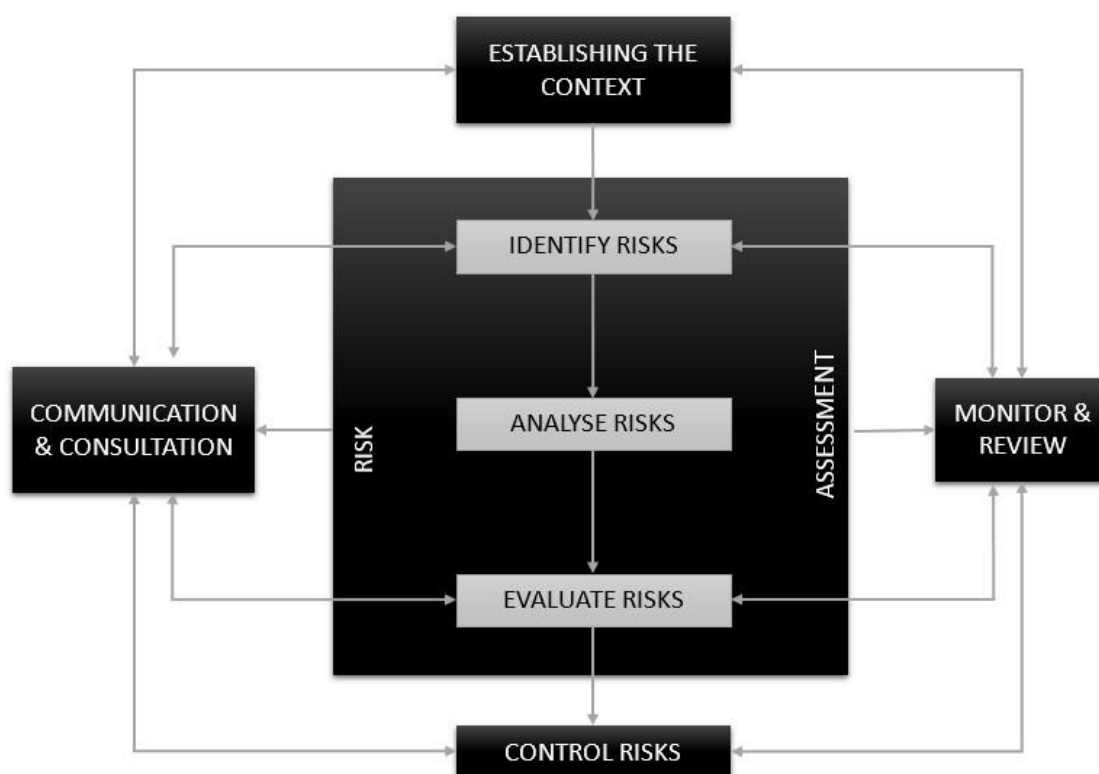 ESTABLISHING THE
CONTEXT
IDENTIFY RISKS
COMMUNICATION
& CONSULTATION
RISK
ANALYSE RISKS
ASSESSMENT
MONITOR &
REVIEW
EVALUATE RISKS
CONTROL RISKS